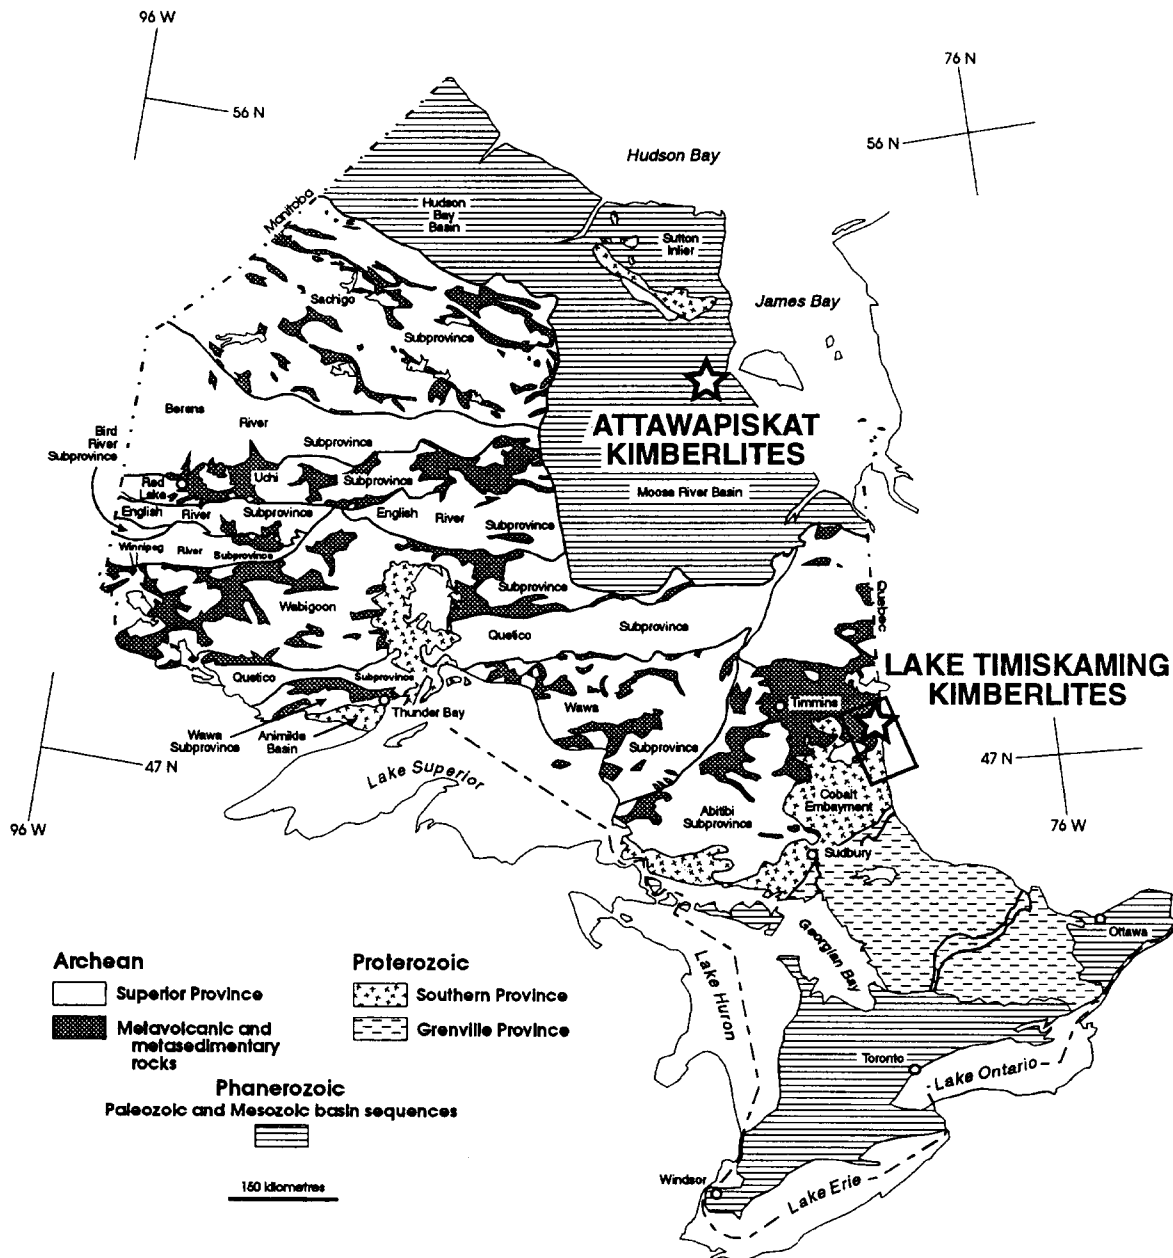 96 W
76 N
56 N
56 N
Hudson Bay
Manitoba
Hudson
Bay
Basin
Sutton
Inlier
Sachigo
Subprovince
James Bay
Berens
River
Subprovince
Bird
River
Subprovince
ATTAWAPISKAT
KIMBERLITES
Red
Lake
Uchi
Subprovince
Moose River Basin
English
River
Subprovince
English
River
Subprovince
Winnipeg
River
Subprovince
Wabigoon
Subprovince
Quebec
Quetico
Subprovince
Quetico
Subprovince
LAKE TIMISKAMING
KIMBERLITES
Thunder Bay
Wawa
Timmins
Wawa
Subprovince
Animikie
Basin
Subprovince
47 N
47 N
Lake Superior
Cobalt
Embayment
Abitibi
Subprovince
96 W
76 W
Sudbury
Ottawa
Georgian Bay
Lake Huron
Archean
Superior Province
Metavolcanic and
metasedimentary
rocks
Proterozoic
Southern Province
Grenville Province
Phanerozoic
Paleozoic and Mesozoic basin sequences
150 kilometres
Toronto
Lake Ontario
Windsor
Lake Erie